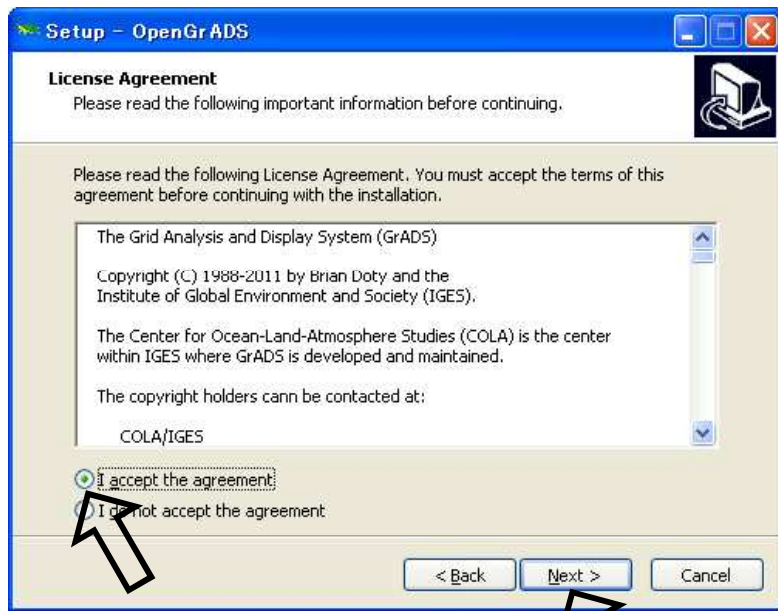 Setup - OpenGrADS
License Agreement
Please read the following important information before continuing.
Please read the following License Agreement. You must accept the terms of this
agreement before continuing with the installation.
The Grid Analysis and Display System (GrADS)
Copyright (C) 1988-2011 by Brian Doty and the
Institute of Global Environment and Society (IGES).
The Center for Ocean-Land-Atmosphere Studies (COLA) is the center
within IGES where GrADS is developed and maintained.
The copyright holders cann be contacted at:
COLA/IGES
I accept the agreement
I do not accept the agreement
< Back Next > Cancel